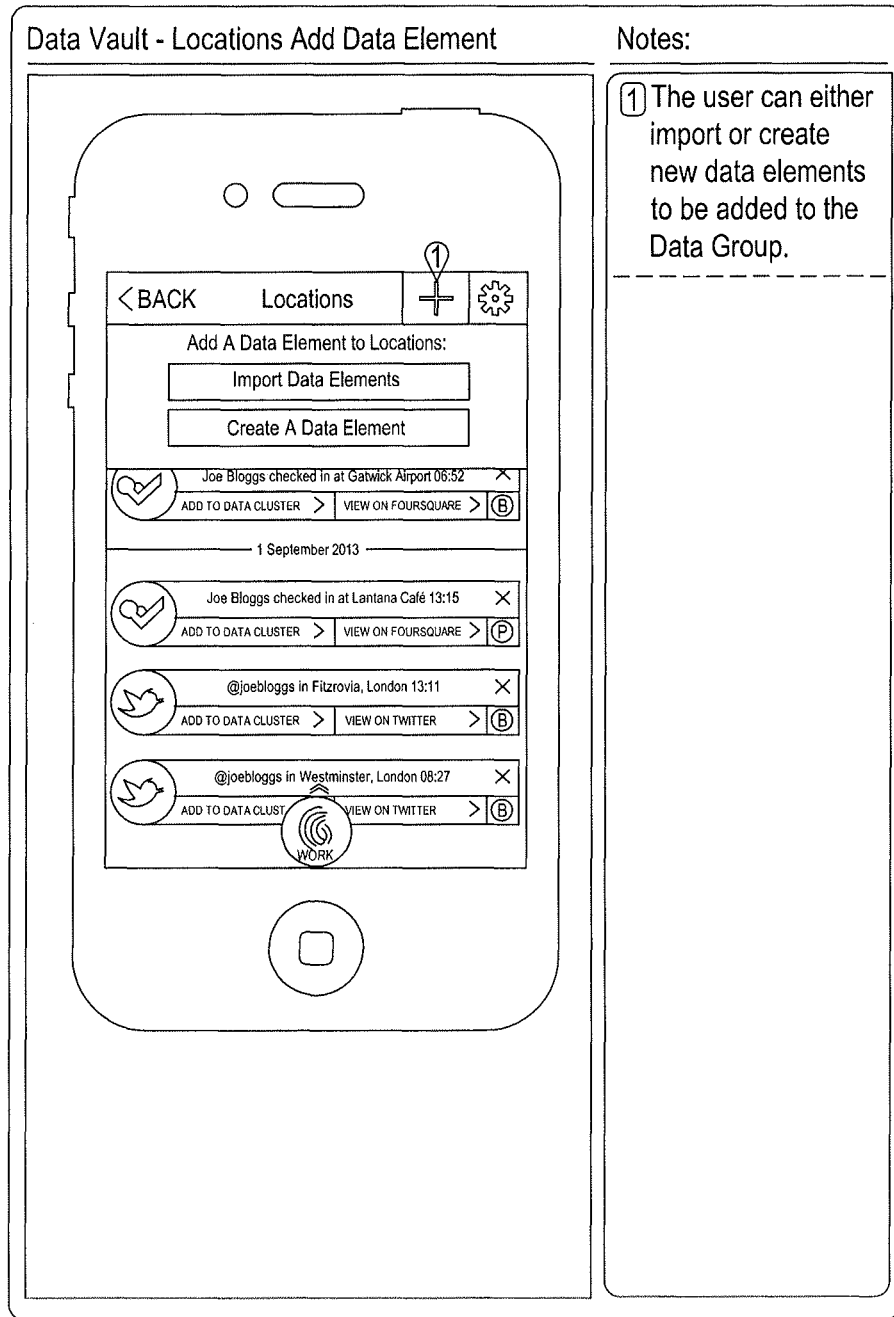 Data Vault - Locations Add Data Element
Notes:
1 The user can either
import or create
new data elements
to be added to the
Data Group.
1
<BACK Locations
Add A Data Element to Locations:
Import Data Elements
Create A Data Element
Joe Bloggs checked in at Gatwick Airport 06:52 X
ADD TO DATA CLUSTER > VIEW ON FOURSQUARE > B
1 September 2013
Joe Bloggs checked in at Lantana Café 13:15 X
ADD TO DATA CLUSTER > VIEW ON FOURSQUARE > P
@joebloggs in Fitzrovia, London 13:11 X
ADD TO DATA CLUSTER > VIEW ON TWITTER > B
@joebloggs in Westminster, London 08:27 X
ADD TO DATA CLUST VIEW ON TWITTER > B
WORK